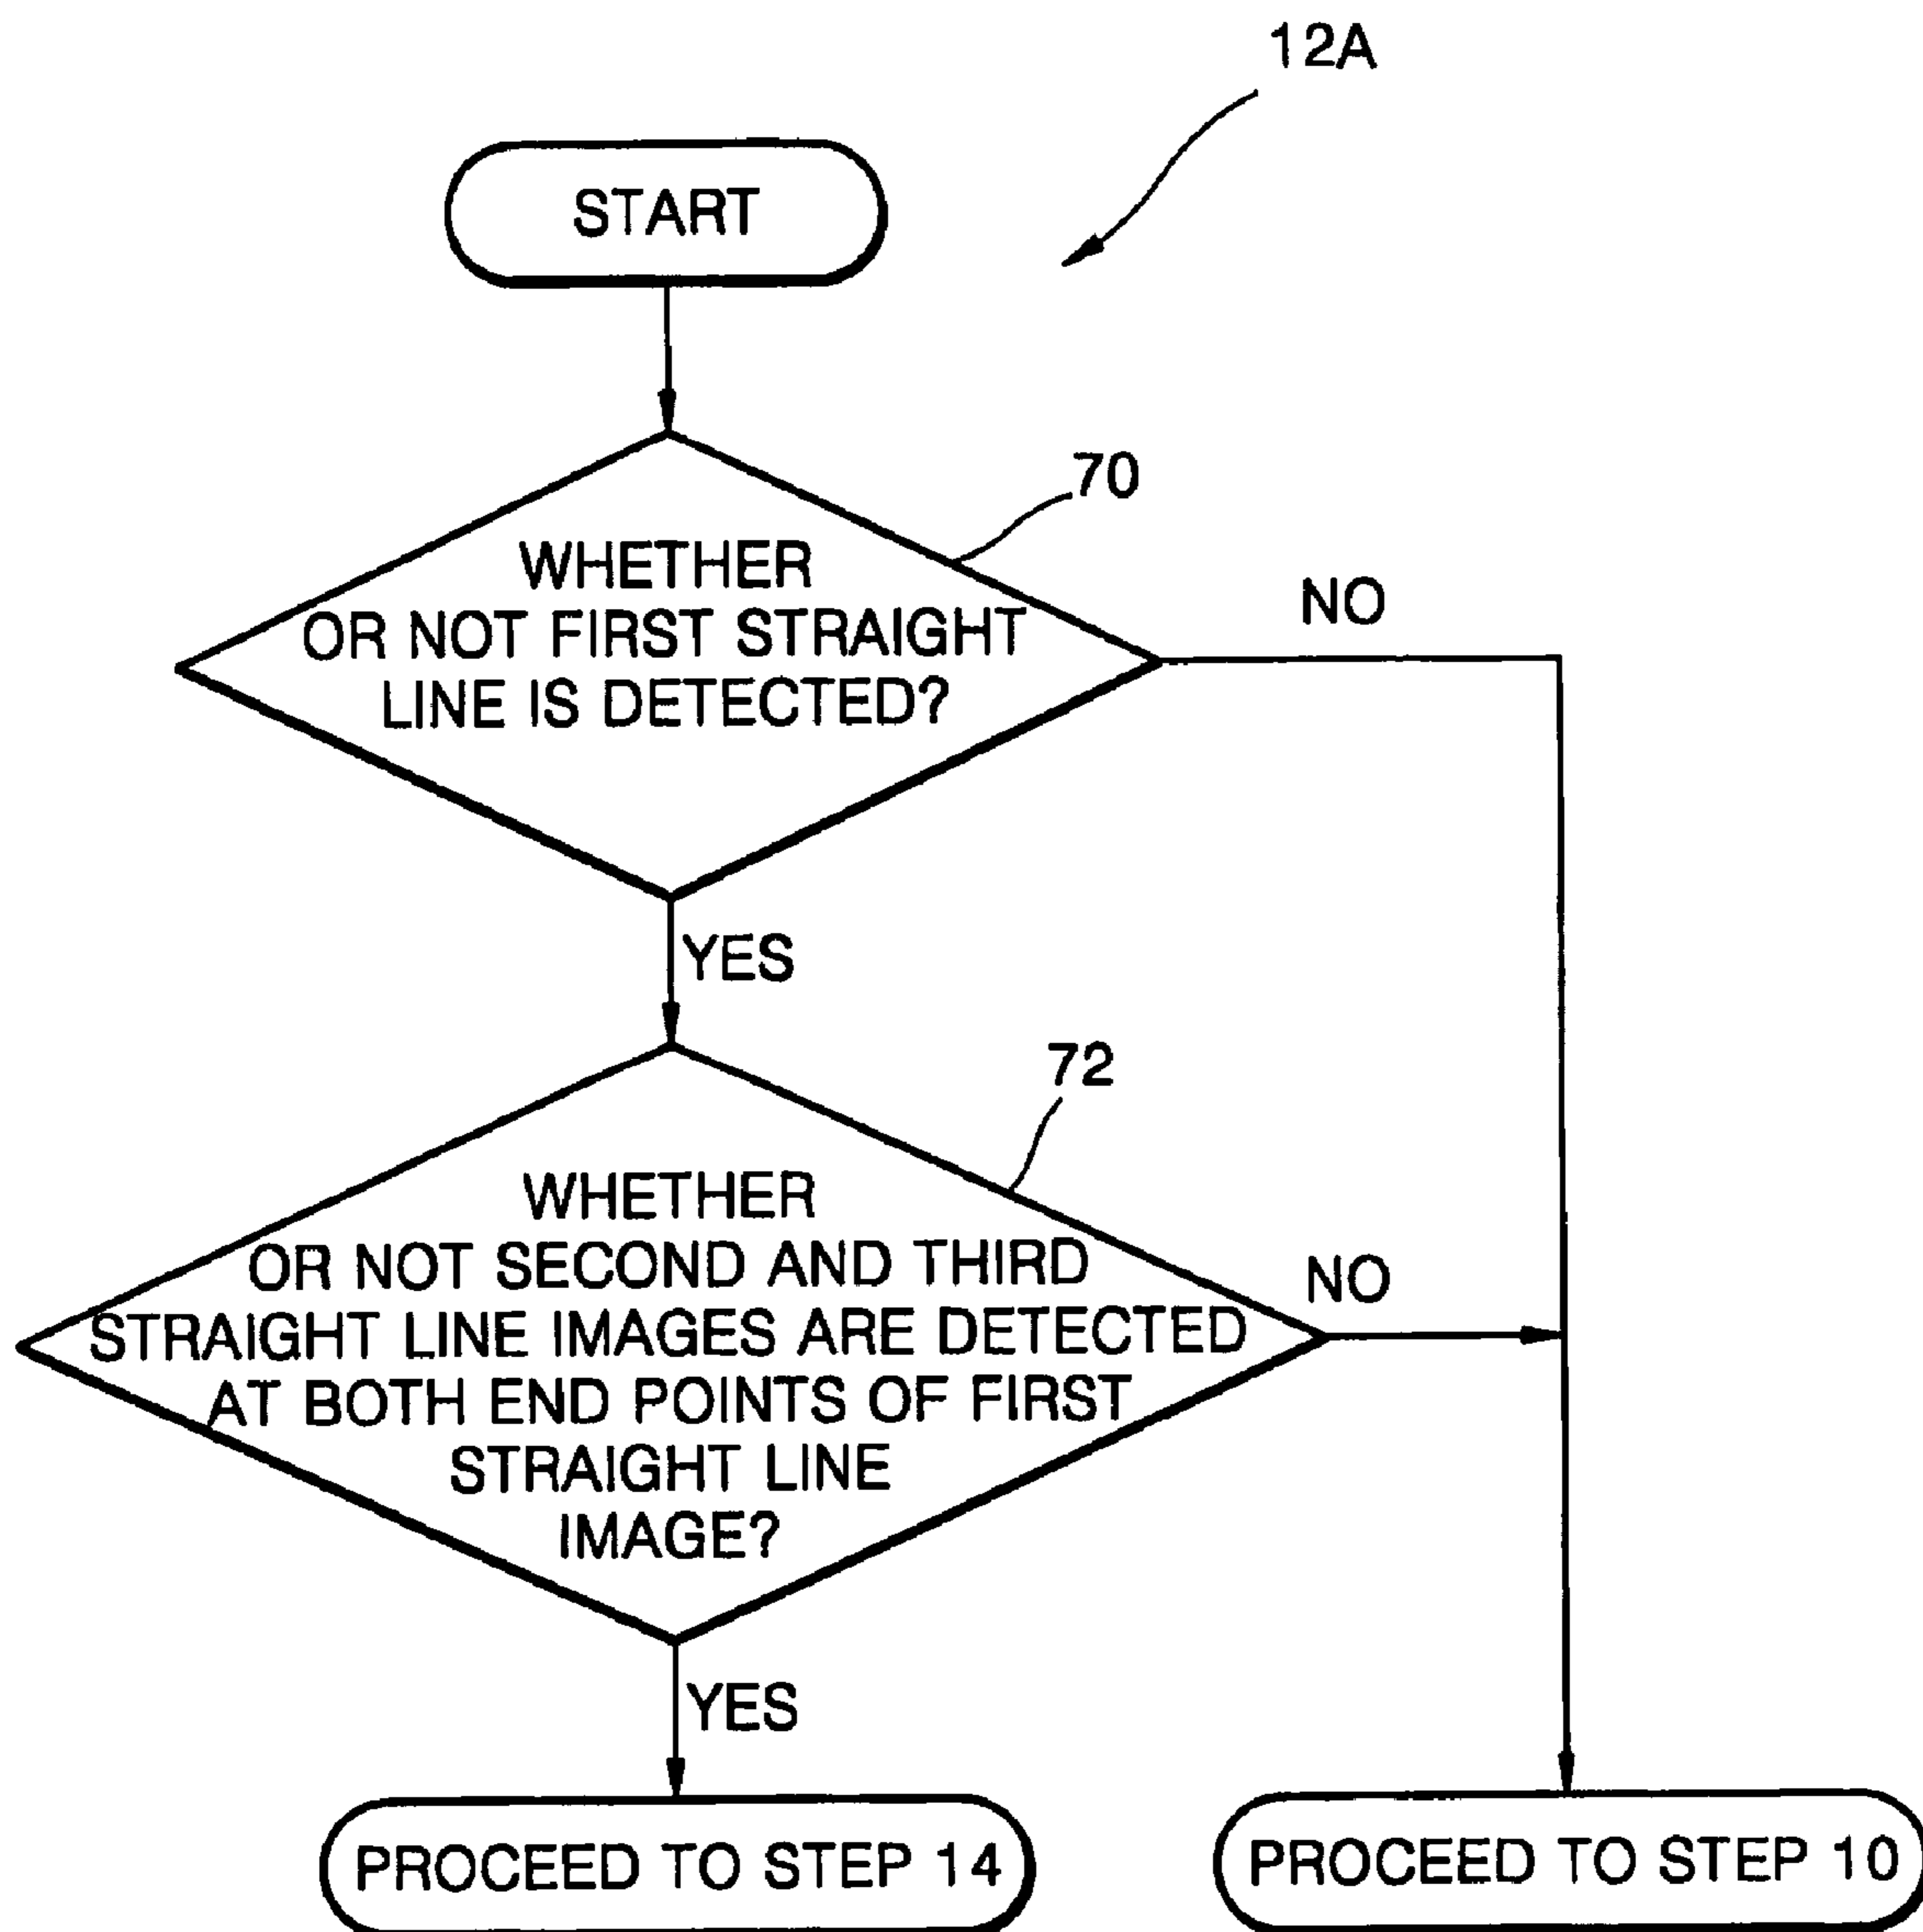 12A
START
70
WHETHER
OR NOT FIRST STRAIGHT
LINE IS DETECTED?
NO
YES
72
WHETHER
OR NOT SECOND AND THIRD
STRAIGHT LINE IMAGES ARE DETECTED
AT BOTH END POINTS OF FIRST
STRAIGHT LINE
IMAGE?
NO
YES
PROCEED TO STEP 14
PROCEED TO STEP 10